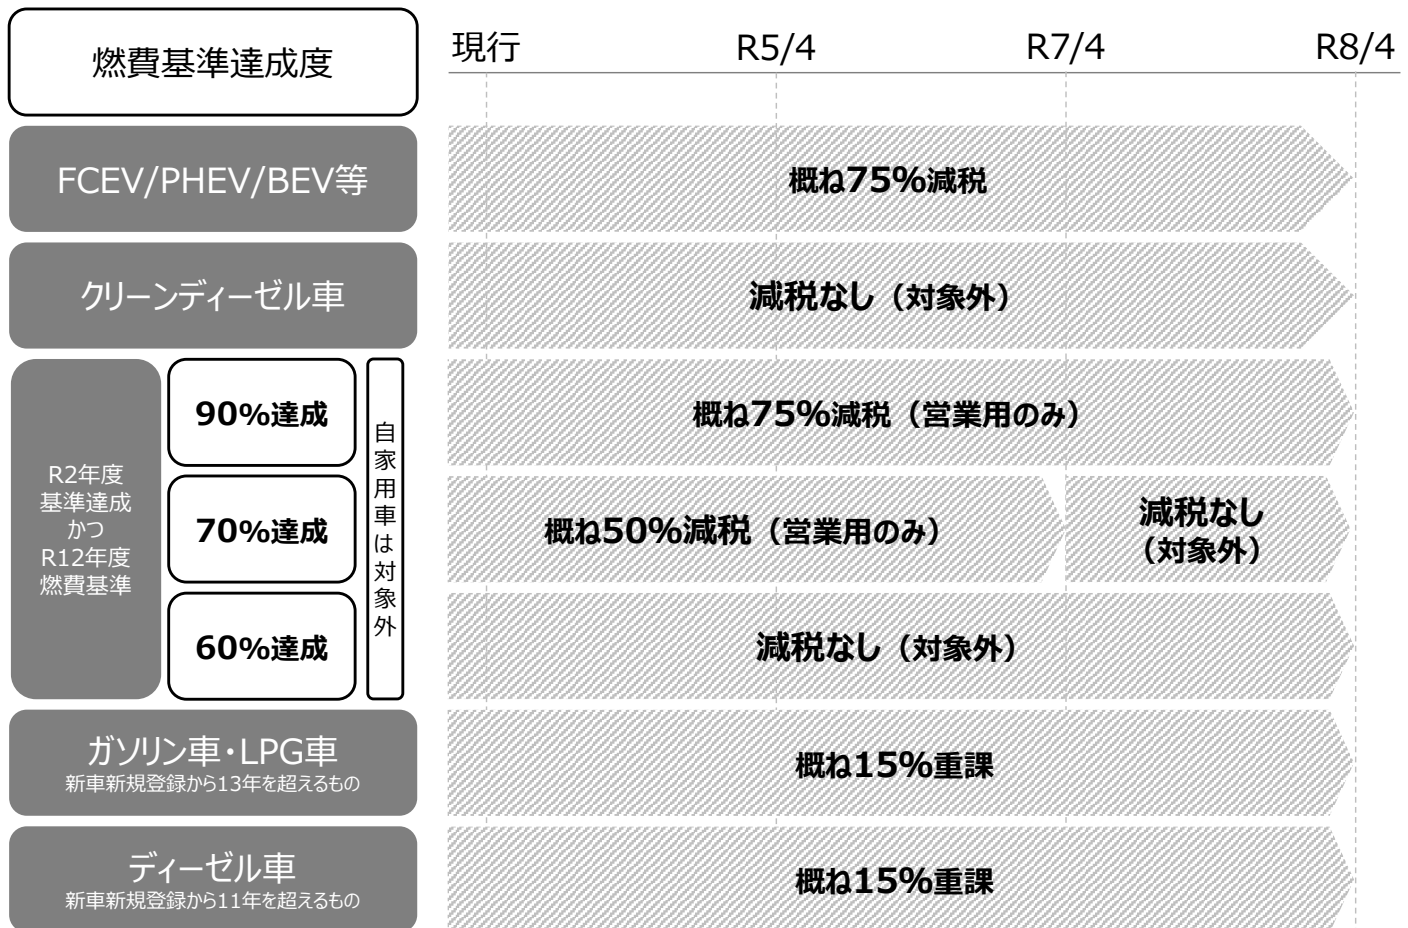 燃費基準達成度
現行
R5/4
R7/4
R8/4
FCEV/PHEV/BEV等
概ね75%減税
クリーンディーゼル車
減税なし（対象外）
R2年度
基準達成
かつ
R12年度
燃費基準
90%達成
70%達成
60%達成
自家用車は対象外
概ね75%減税（営業用のみ）
概ね50%減税（営業用のみ）
減税なし
（対象外）
減税なし（対象外）
ガソリン車・LPG車
新車新規登録から13年を超えるもの
概ね15%重課
ディーゼル車
新車新規登録から11年を超えるもの
概ね15%重課